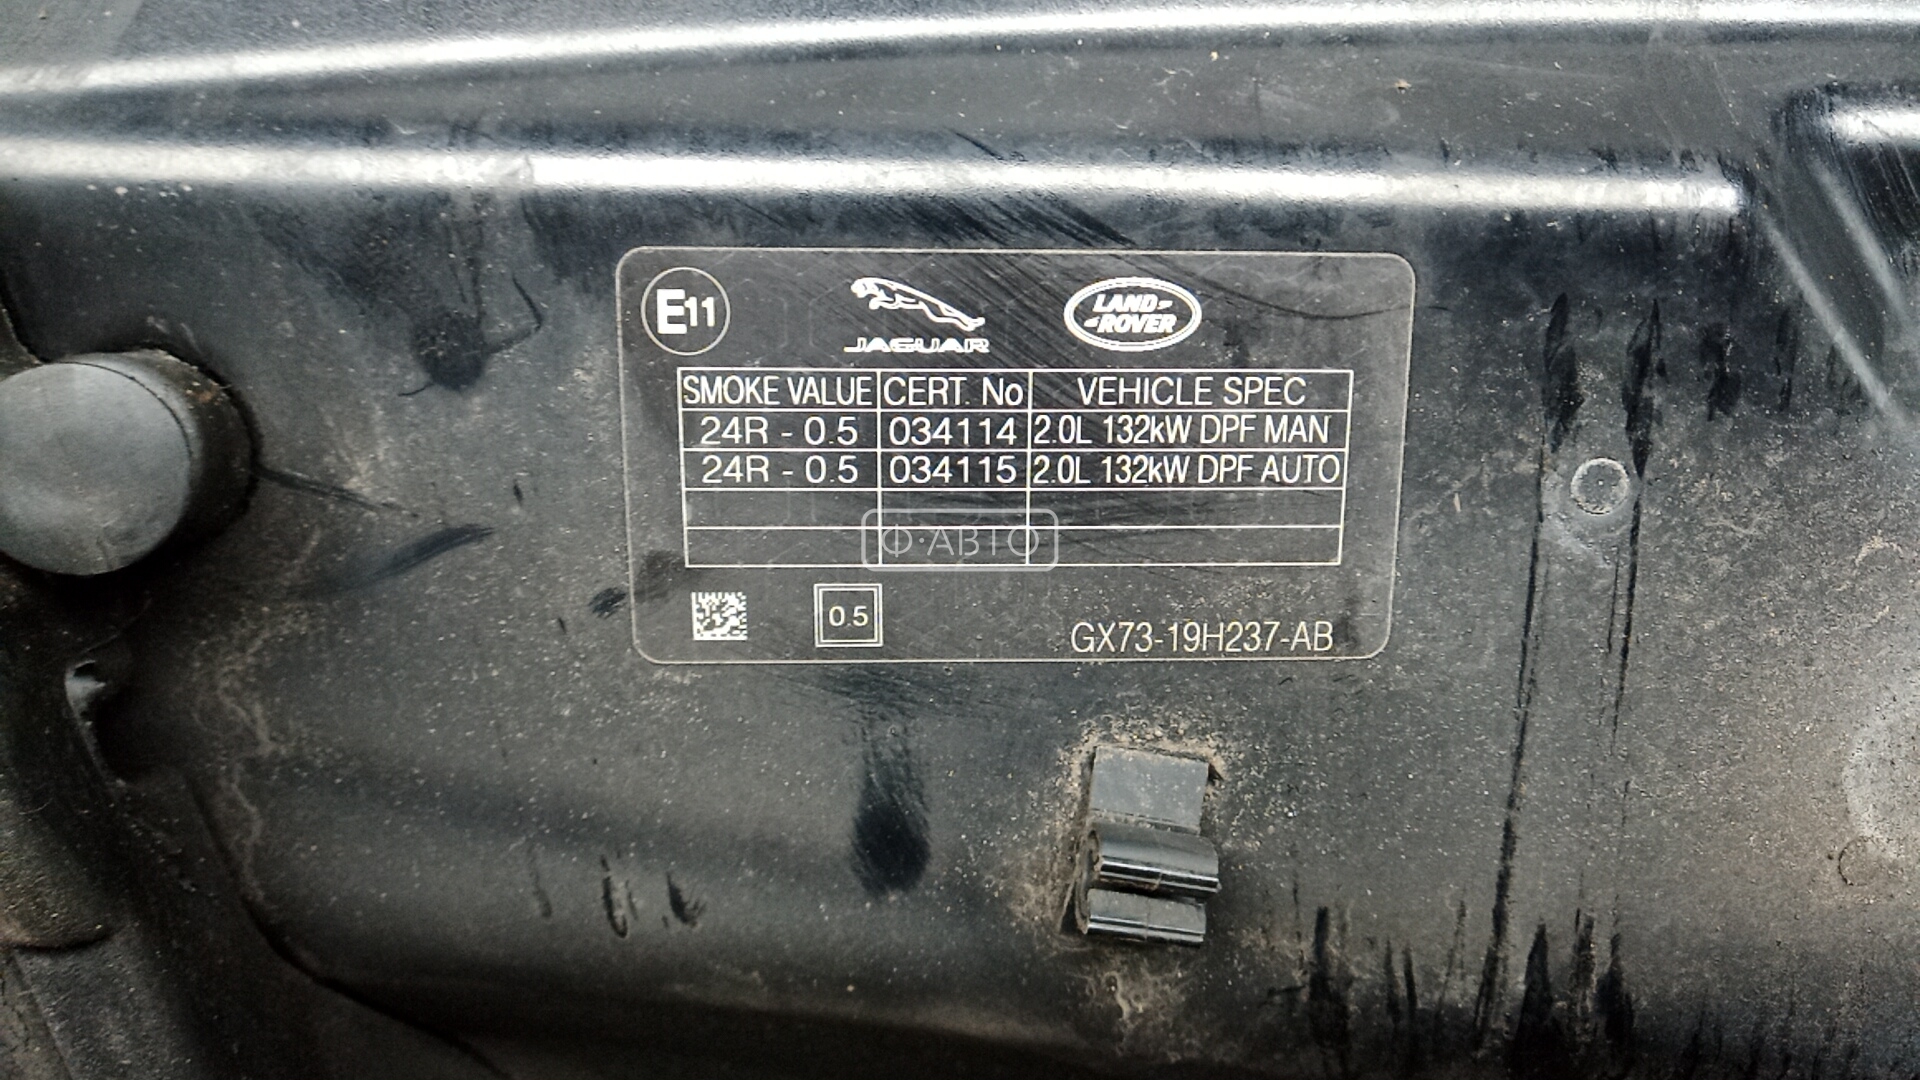 E11
JAGUAR
LAND-
-ROVER
SMOKE VALUE CERT. No VEHICLE SPEC
24R - 0.5 034114 2.0L 132kW DPF MAN
24R - 0.5 034115 2.0L 132kW DPF AUTO
Ф·АВТО
0.5
GX73-19H237-AB